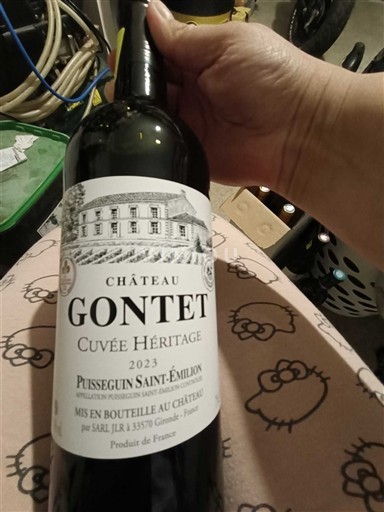 CHÂTEAU
GONTET
CUVÉE HÉRITAGE
2023
PUISSEGUIN SAINT-ÉMILION
APPELLATION PUISSEGUIN SAINT-ÉMILION CONTRÔLÉE
MIS EN BOUTEILLE AU CHÂTEAU
par SARL JLR à 33570 Gironde - France
Produit de France